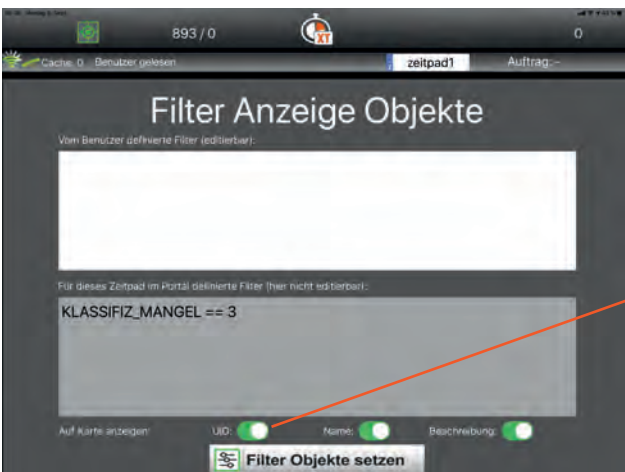 893 / 0
XT
0
Cache: 0 Benutzer gelesen
zeitpad1
Auftrag:--
Filter Anzeige Objekte
Vom Benutzer definierte Filter (editierbar):
Für dieses Zeitpad im Portal definierte Filter (hier nicht editierbar):
KLASSIFIZ_MANGEL == 3
Auf Karte anzeigen: UID: Name: Beschreibung:
Filter Objekte setzen